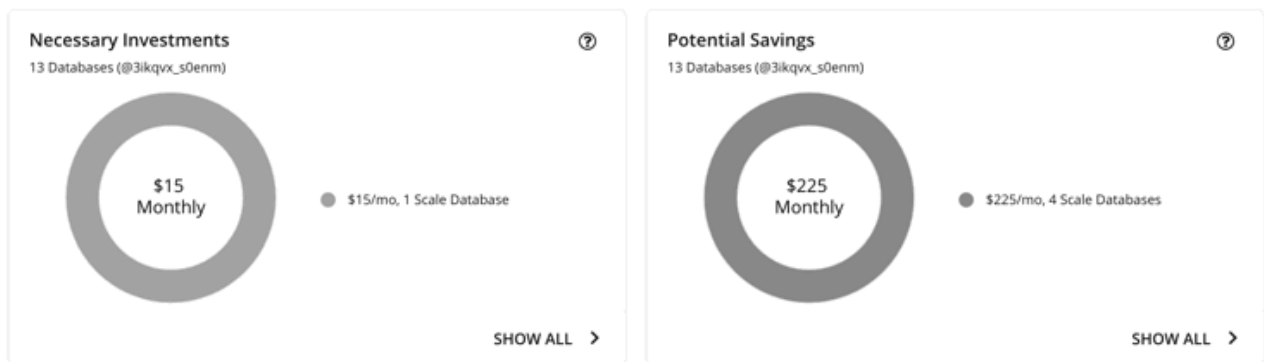 Necessary Investments
13 Databases (@3ikqvx_s0enm)
$15
Monthly
$15/mo, 1 Scale Database
SHOW ALL
Potential Savings
13 Databases (@3ikqvx_s0enm)
$225
Monthly
$225/mo, 4 Scale Databases
SHOW ALL